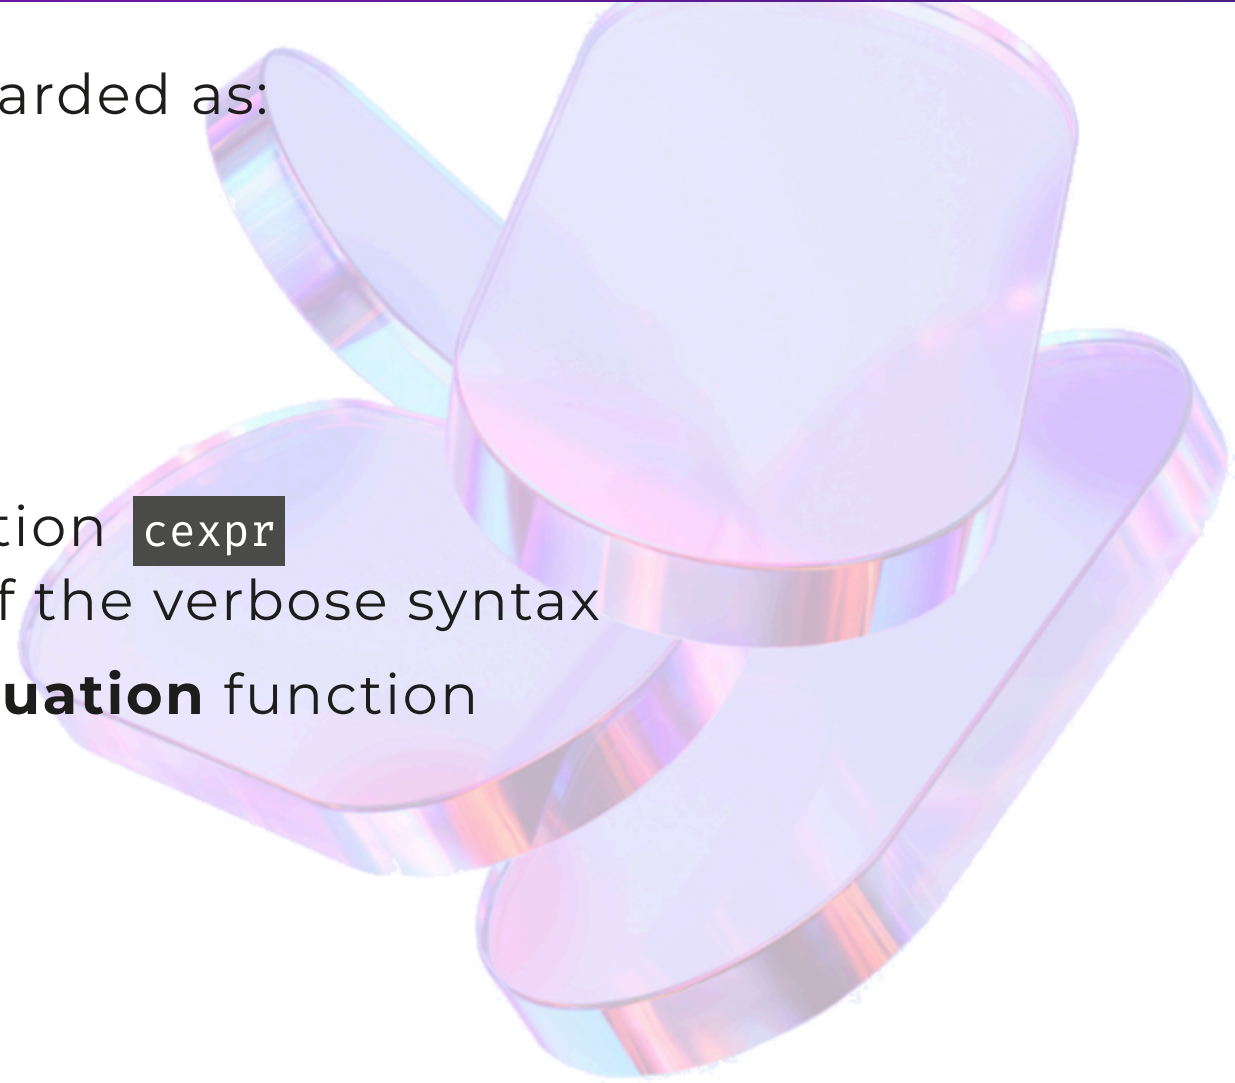 arded as:
tion cexpr
f the verbose syntax
uation function